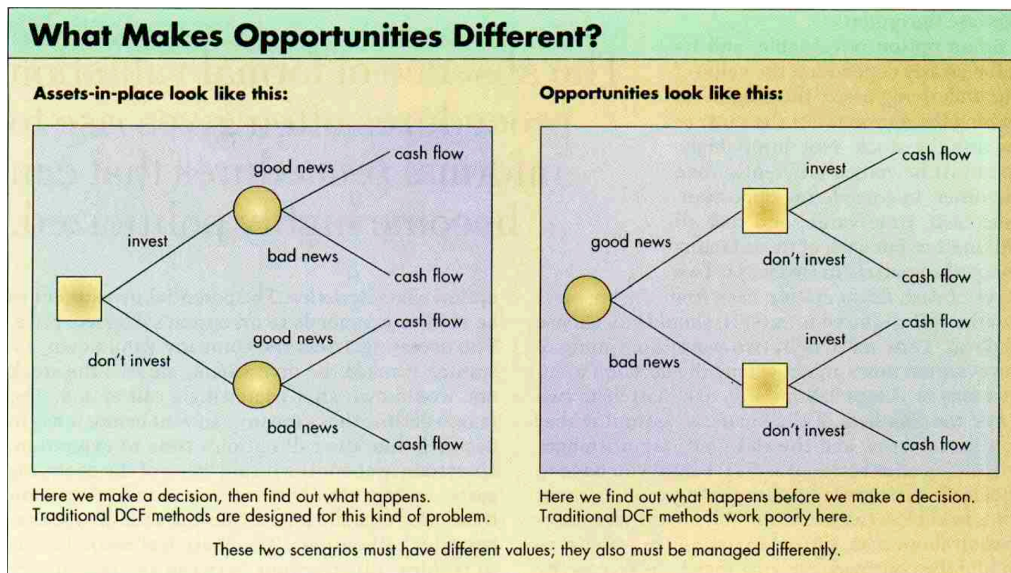 What Makes Opportunities Different?
Assets-in-place look like this:
invest
don't invest
good news
bad news
good news
bad news
cash flow
cash flow
cash flow
cash flow
Here we make a decision, then find out what happens.
Traditional DCF methods are designed for this kind of problem.
Opportunities look like this:
good news
bad news
invest
don't invest
invest
don't invest
cash flow
cash flow
cash flow
cash flow
Here we find out what happens before we make a decision.
Traditional DCF methods work poorly here.
These two scenarios must have different values; they also must be managed differently.